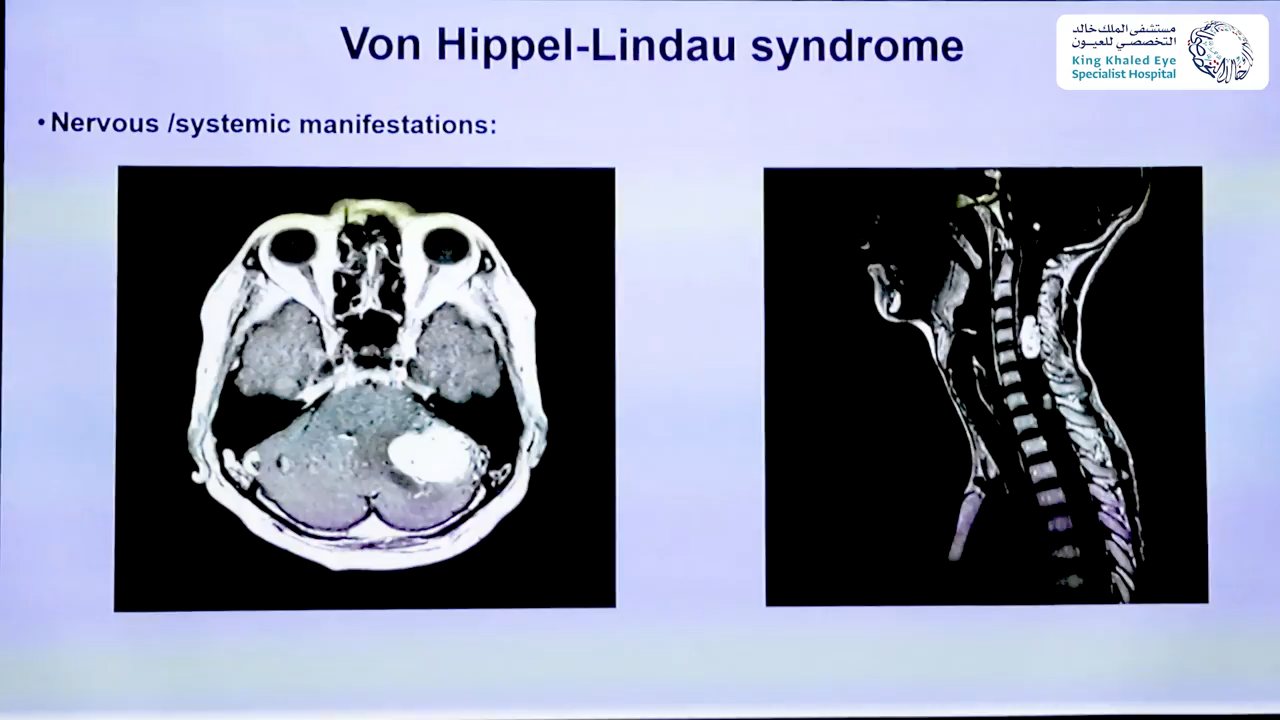 Von Hippel-Lindau syndrome
مستشفى الملك خالد
التخصصي للعيون
King Khaled Eye
Specialist Hospital
•Nervous /systemic manifestations: